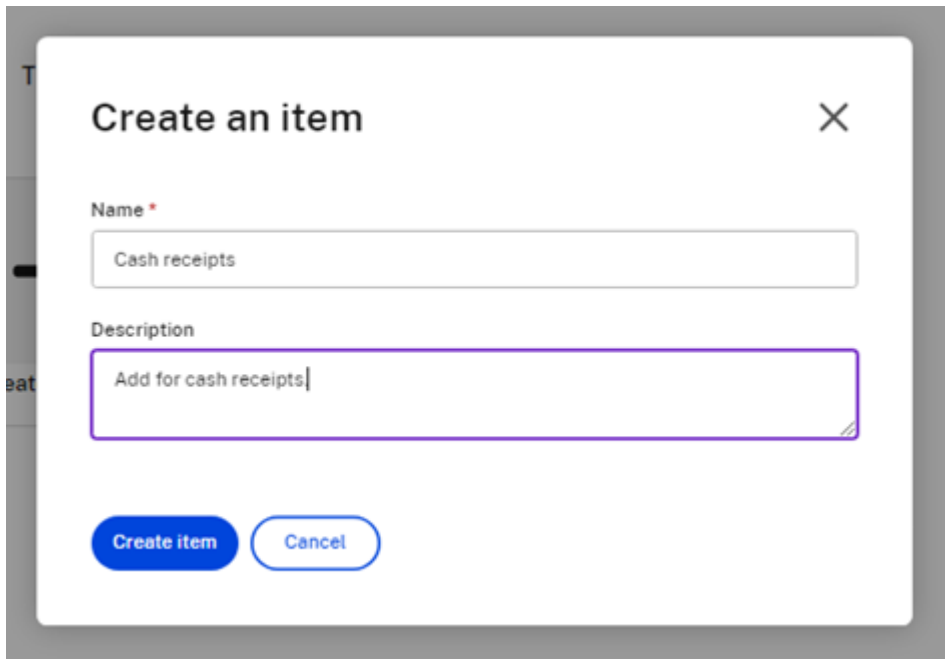 Create an item
Name *
Cash receipts
Description
Add for cash receipts.
Create item
Cancel